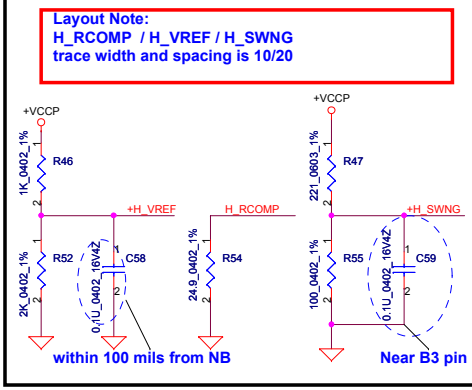 Layout Note:
H_RCOMP / H_VREF / H_SWNG
trace width and spacing is 10/20
+VCCP
+VCCP
1
R46
1K_0402_1%
2
1
R47
221_0603_1%
2
+H_VREF
H_RCOMP
+H_SWNG
1
R52
2K_0402_1%
2
1
C58
0.1U_0402_16V4Z
2
1
R54
24.9_0402_1%
2
1
R55
100_0402_1%
2
1
C59
0.1U_0402_16V4Z
2
within 100 mils from NB
Near B3 pin